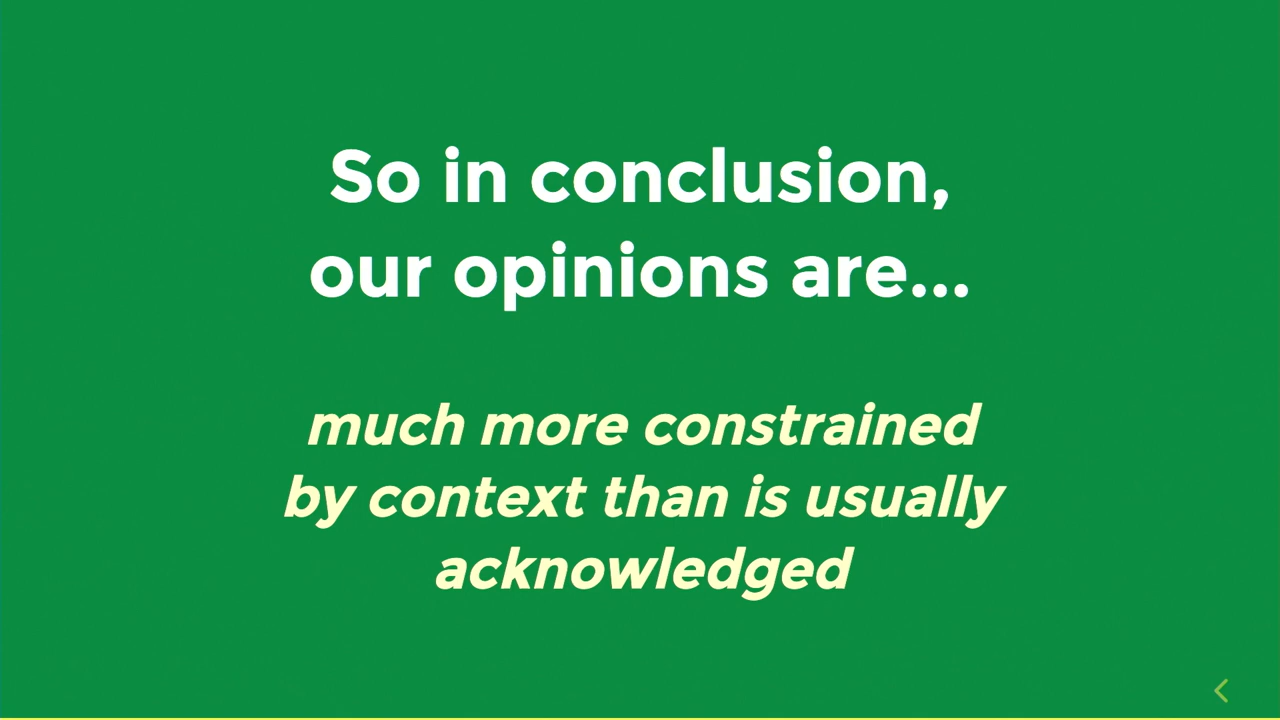 So in conclusion,
our opinions are...
much more constrained
by context than is usually
acknowledged